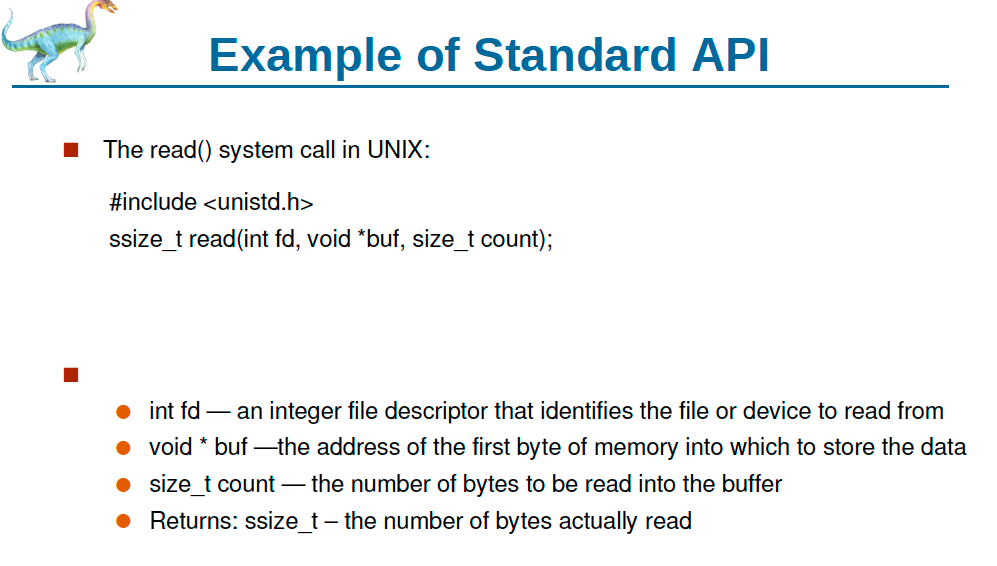 Example of Standard API
The read() system call in UNIX:
#include <unistd.h>
ssize_t read(int fd, void *buf, size_t count);
int fd — an integer file descriptor that identifies the file or device to read from
void * buf —the address of the first byte of memory into which to store the data
size_t count — the number of bytes to be read into the buffer
Returns: ssize_t – the number of bytes actually read